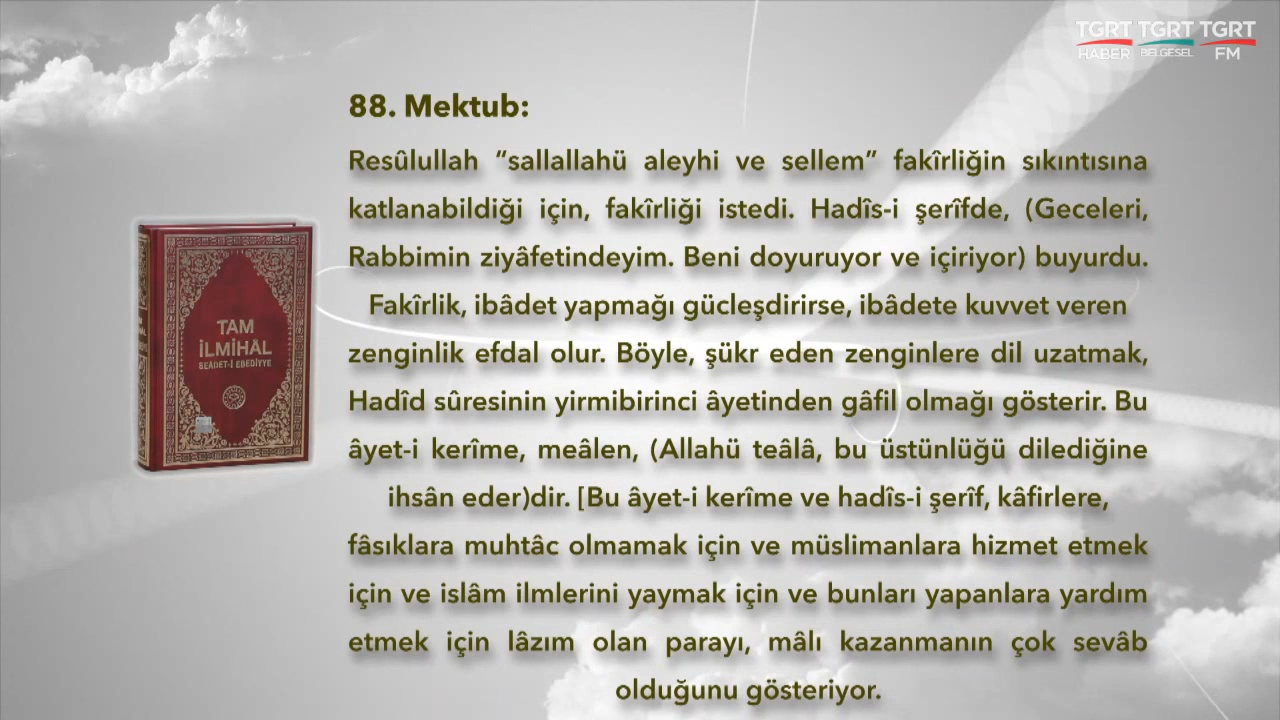 TGRT TGRT TGRT
HABER BELGESEL FM
88. Mektub:
Resûlullah “sallallahü aleyhi ve sellem” fakîrliğin sıkıntısına
katlanabildiği için, fakîrliği istedi. Hadîs-i şerîfde, (Geceleri,
Rabbimin ziyâfetindeyim. Beni doyuruyor ve içiriyor) buyurdu.
Fakîrlik, ibâdet yapmağı gücleşdirirse, ibâdete kuvvet veren
zenginlik efdal olur. Böyle, şükr eden zenginlere dil uzatmak,
Hadîd sûresinin yirmibirinci âyetinden gâfil olmağı gösterir. Bu
âyet-i kerîme, meâlen, (Allahü teâlâ, bu üstünlüğü dilediğine
ihsân eder)dir. [Bu âyet-i kerîme ve hadîs-i şerîf, kâfirlere,
fâsıklara muhtâc olmamak için ve müslimanlara hizmet etmek
için ve islâm ilmlerini yaymak için ve bunları yapanlara yardım
etmek için lâzım olan parayı, mâlı kazanmanın çok sevâb
olduğunu gösteriyor.
TAM
İLMİHÂL
SEÂDET-İ EBEDİYYE